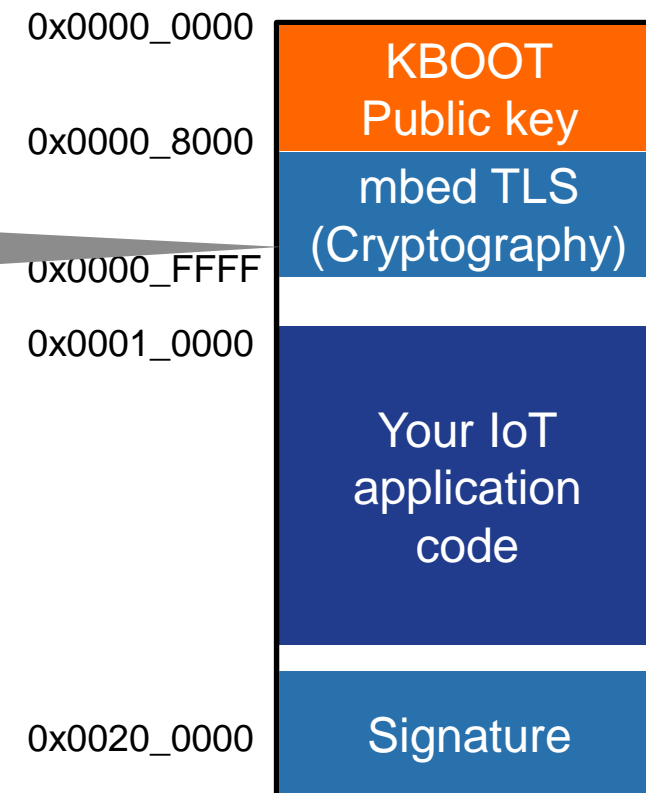 0x0000_0000
KBOOT
Public key
0x0000_8000
mbed TLS
(Cryptography)
0x0000_FFFF
0x0001_0000
Your IoT
application
code
0x0020_0000
Signature